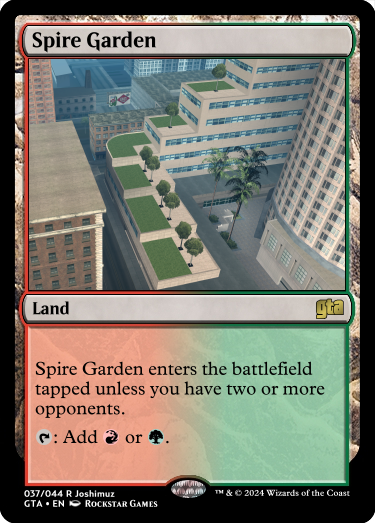 Spire Garden
Land
gta
Spire Garden enters the battlefield
tapped unless you have two or more
opponents.
: Add or .
037/044 R Joshimuz
GTA • EN Rockstar Games
™ & © 2024 Wizards of the Coast